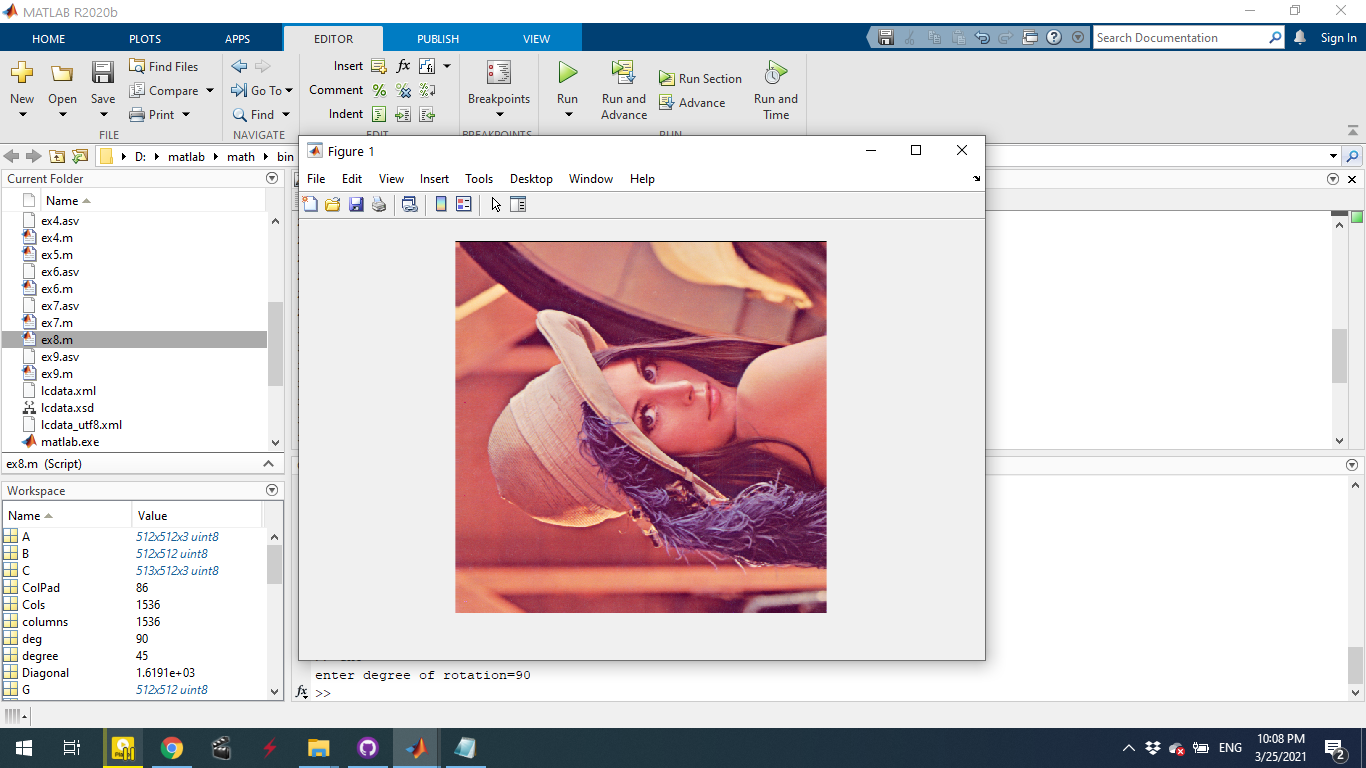 MATLAB R2020b
HOME PLOTS APPS EDITOR PUBLISH VIEW Search Documentation Sign In
New Open Save Find Files Compare Print
Go To Find
Insert
Comment
Indent
Breakpoints Run Run and Advance Run Section Advance Run and Time
FILE NAVIGATE EDIT BREAKPOINTS RUN
D: matlab math bin
Current Folder
Name
ex4.asv
ex4.m
ex5.m
ex6.asv
ex6.m
ex7.asv
ex7.m
ex8.m
ex9.asv
ex9.m
lcdata.xml
lcdata.xsd
lcdata_utf8.xml
matlab.exe
ex8.m (Script)
Workspace
Name Value
A 512x512x3 uint8
B 512x512 uint8
C 513x512x3 uint8
ColPad 86
Cols 1536
columns 1536
deg 90
degree 45
Diagonal 1.6191e+03
G 512x512 uint8
Figure 1
File Edit View Insert Tools Desktop Window Help
enter degree of rotation=90
fx >>
ENG 10:08 PM
3/25/2021
2